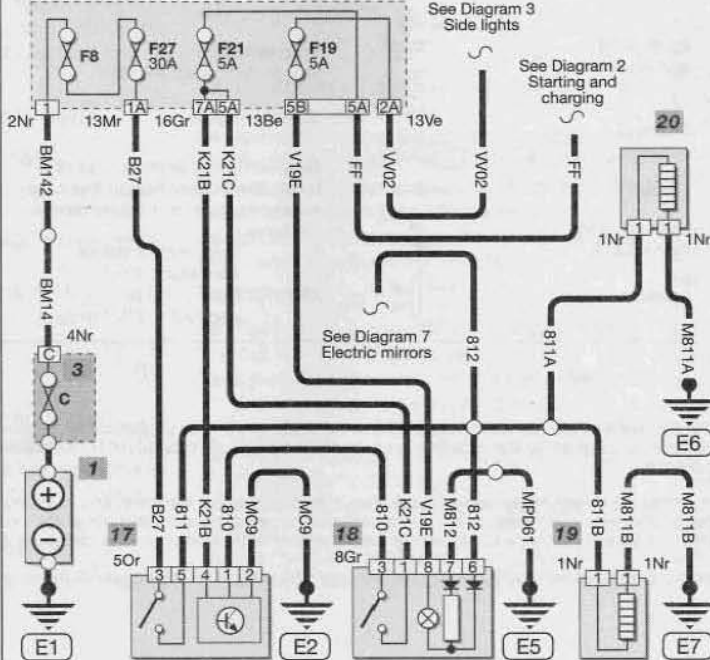 See Diagram 3
Side lights
F8
F27
30A
F21
5A
F19
5A
See Diagram 2
Starting and
charging
20
1
1A
7A
5A
5B
5A
2A
2Nr
13Mr
16Gr
13Be
13Ve
BM142
B27
K21B
K21C
V19E
FF
VV02
VV02
FF
1
1
1Nr
1Nr
BM14
See Diagram 7
Electric mirrors
812
811A
M811A
4Nr
C
3
C
E6
1
+
−
B27
811
K21B
810
MC9
MC9
810
K21C
V19E
M812
812
MPD61
811B
M811B
M811B
17
5Or
3
5
4
1
2
18
8Gr
3
1
8
7
6
19
1Nr
1
1
1Nr
E1
E2
E5
E7